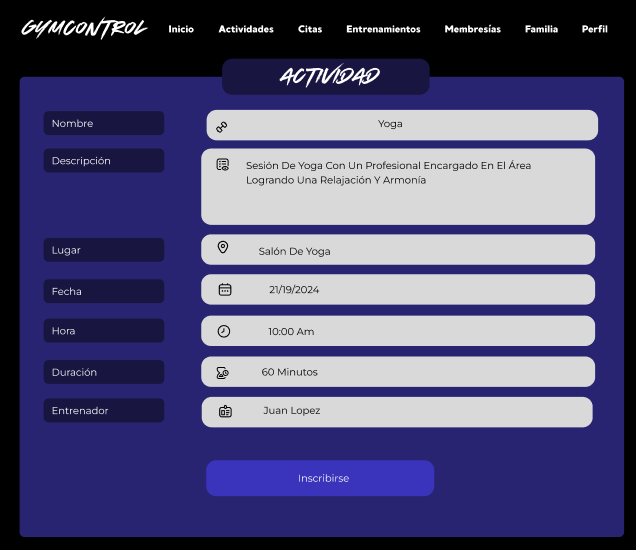 GYMCONTROL Inicio Actividades Citas Entrenamientos Membresías Familia Perfil
ACTIVIDAD
Nombre Yoga
Descripción Sesión De Yoga Con Un Profesional Encargado En El Área
Logrando Una Relajación Y Armonía
Lugar Salón De Yoga
Fecha 21/19/2024
Hora 10:00 Am
Duración 60 Minutos
Entrenador Juan Lopez
Inscribirse